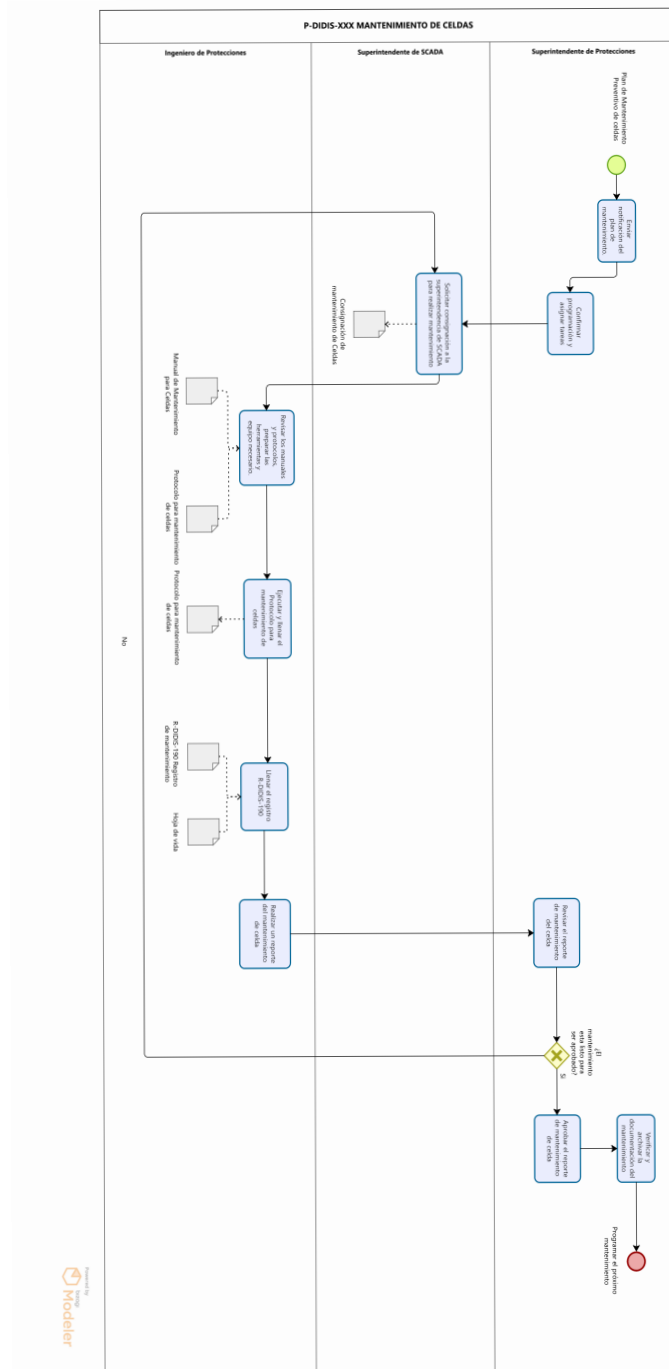 P-DIDIS-XXX MANTENIMIENTO DE CELDAS
Ingeniero de Protecciones
Superintendente de SCADA
Superintendente de Protecciones
Plan de Mantenimiento
Preventivo de celdas
Enviar
notificación del
plan de
mantenimiento
Confirmar
programación y
asignar tareas
Solicitar consignación a la
superintendencia de SCADA
para realizar mantenimiento
Consignación de
mantenimiento de Celdas
Manual de Mantenimiento
para Celdas
Revisar los manuales
y protocolos,
preparar las
herramientas y
equipo necesario
Protocolo para mantenimiento
de celdas
Ejecutar y llenar el
Protocolo para
mantenimiento de
celdas
Protocolo para mantenimiento
de celdas
No
R-DIDIS-190 Registro
de mantenimiento
Llenar el registro
R-DIDIS-190
Hoja de vida
Realizar un reporte
del mantenimiento
de celda
Revisar el reporte
de mantenimiento
del celda
¿El
mantenimiento
esta listo para
ser aprobado?
Si
Aprobar el reporte
de mantenimiento
de celda
Verificar y
archivar la
documentación del
mantenimiento
Programar el próximo
mantenimiento
Powered by
bizagi
Modeler